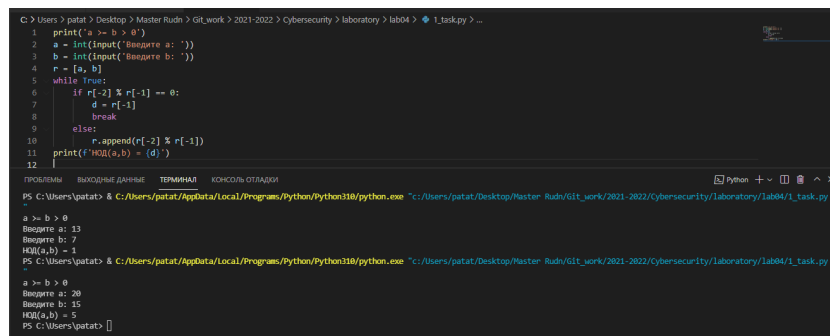 C: > Users > patat > Desktop > Master Rudn > Git_work > 2021-2022 > Cybersecurity > laboratory > lab04 > 1_task.py > ...
1 print('a >= b > 0')
2 a = int(input('Введите a: '))
3 b = int(input('Введите b: '))
4 r = [a, b]
5 while True:
6 if r[-2] % r[-1] == 0:
7 d = r[-1]
8 break
9 else:
10 r.append(r[-2] % r[-1])
11 print(f'НОД(a,b) = {d}')
12
ПРОБЛЕМЫ ВЫХОДНЫЕ ДАННЫЕ ТЕРМИНАЛ КОНСОЛЬ ОТЛАДКИ Python
PS C:\Users\patat> & C:/Users/patat/AppData/Local/Programs/Python/Python310/python.exe "c:/Users/patat/Desktop/Master Rudn/Git_work/2021-2022/Cybersecurity/laboratory/lab04/1_task.py
"
a >= b > 0
Введите a: 13
Введите b: 7
НОД(a,b) = 1
PS C:\Users\patat> & C:/Users/patat/AppData/Local/Programs/Python/Python310/python.exe "c:/Users/patat/Desktop/Master Rudn/Git_work/2021-2022/Cybersecurity/laboratory/lab04/1_task.py
"
a >= b > 0
Введите a: 20
Введите b: 15
НОД(a,b) = 5
PS C:\Users\patat>